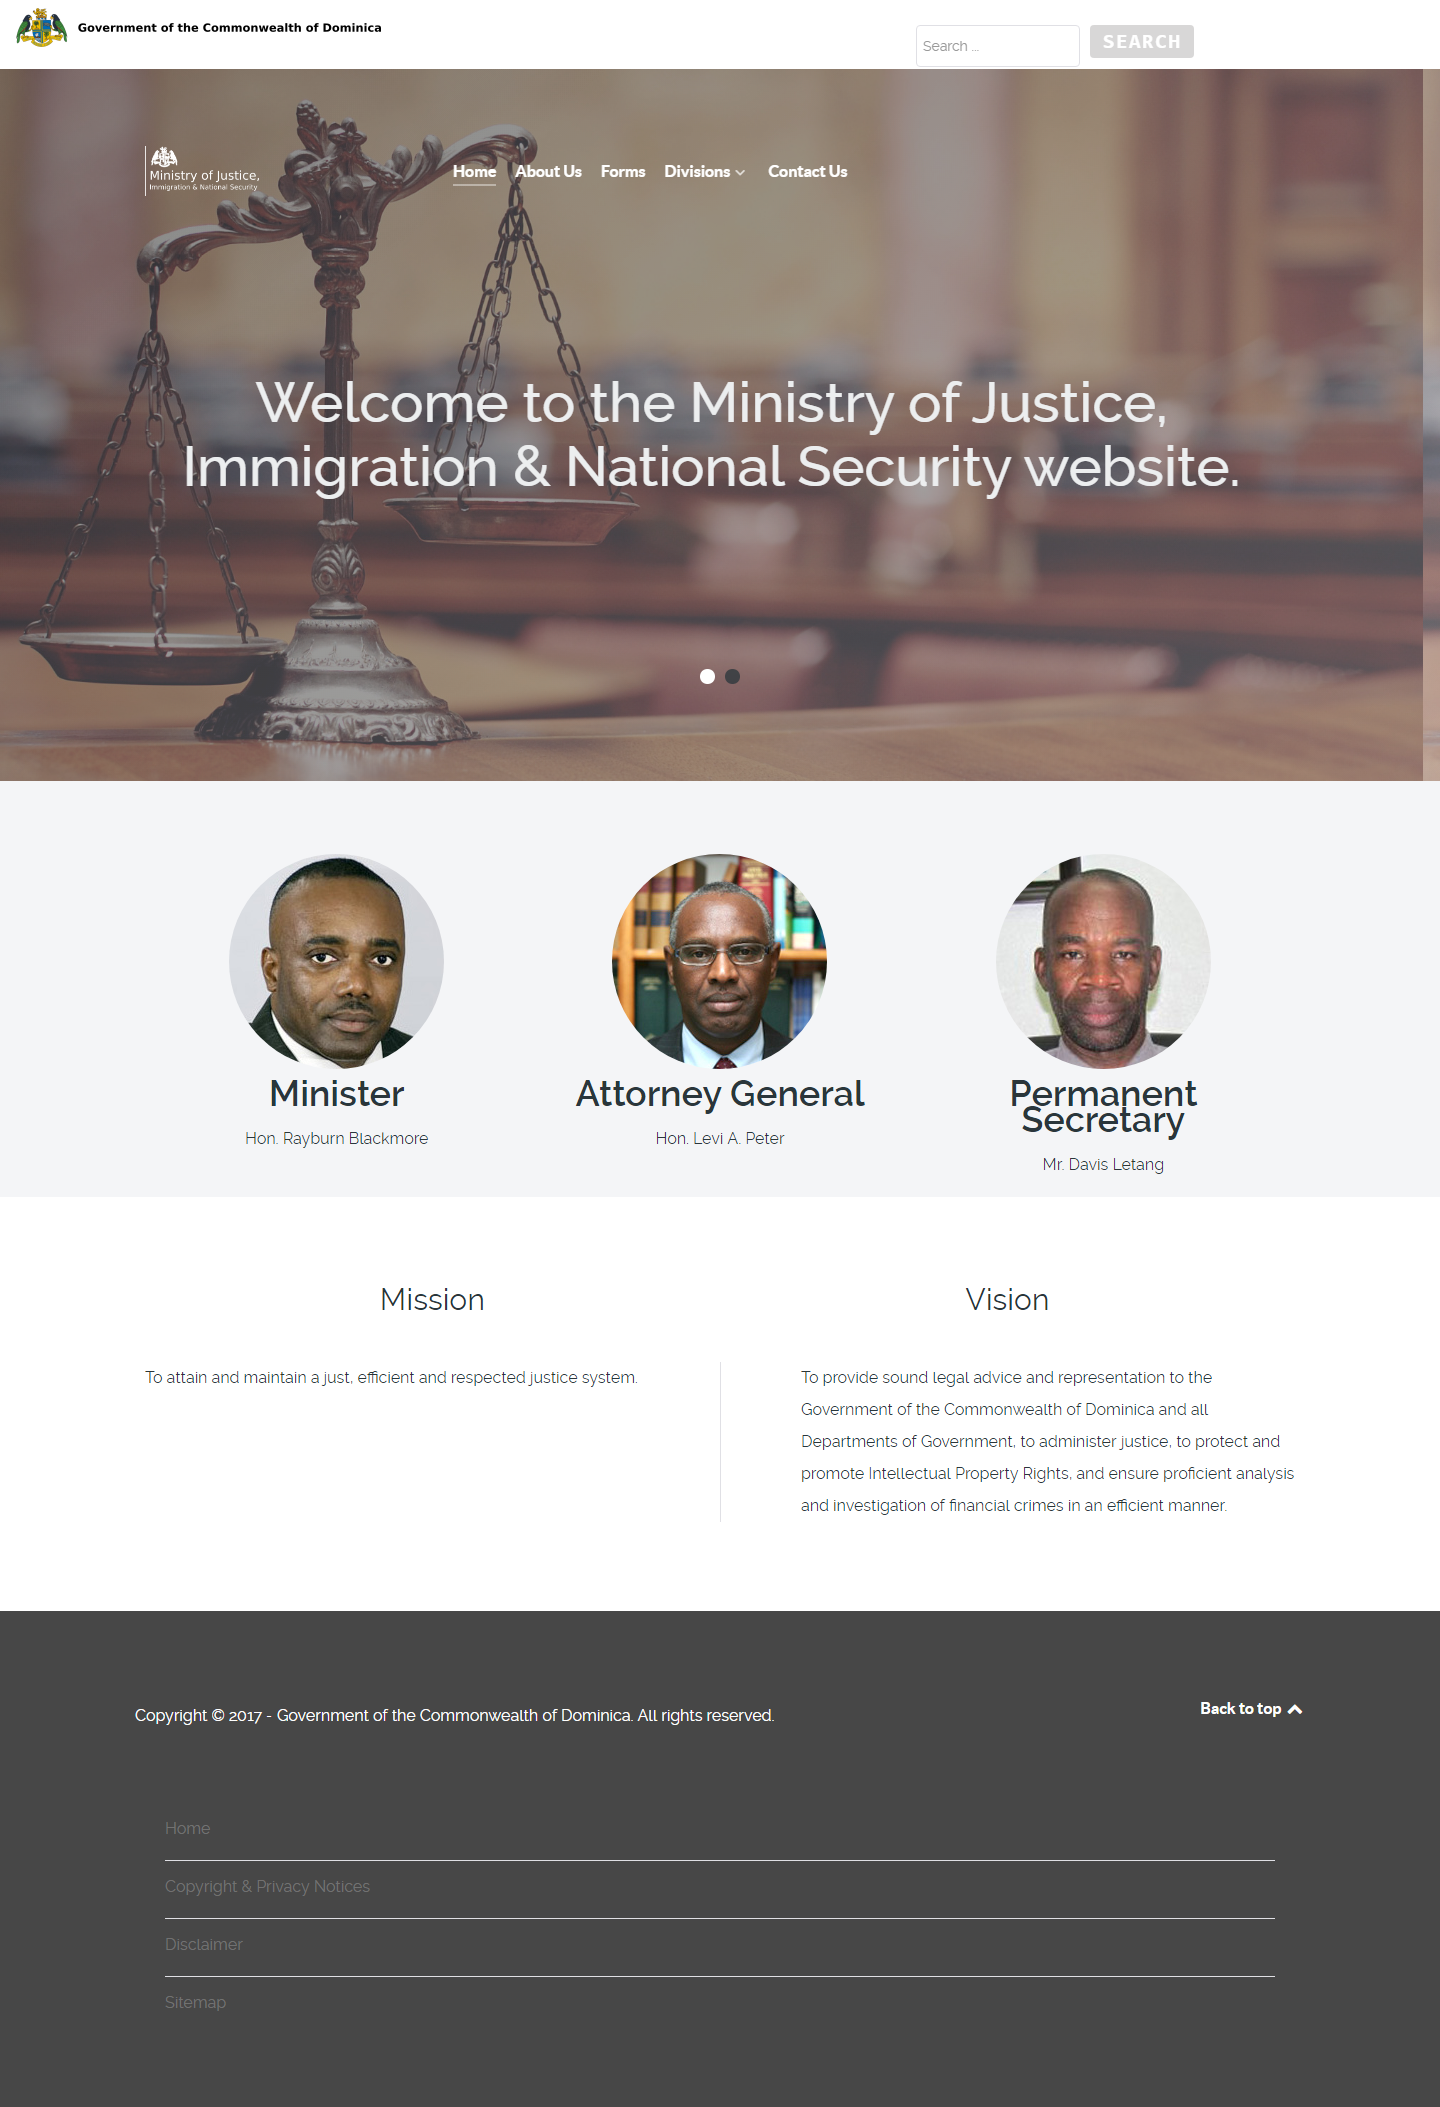 Government of the Commonwealth of Dominica
Search ...
SEARCH
Ministry of Justice,
Immigration & National Security
Home
About Us
Forms
Divisions
Contact Us
Welcome to the Ministry of Justice,
Immigration & National Security website.
Minister
Hon. Rayburn Blackmore
Attorney General
Hon. Levi A. Peter
Permanent
Secretary
Mr. Davis Letang
Mission
To attain and maintain a just, efficient and respected justice system.
Vision
To provide sound legal advice and representation to the
Government of the Commonwealth of Dominica and all
Departments of Government, to administer justice, to protect and
promote Intellectual Property Rights, and ensure proficient analysis
and investigation of financial crimes in an efficient manner.
Copyright © 2017 - Government of the Commonwealth of Dominica. All rights reserved.
Back to top
Home
Copyright & Privacy Notices
Disclaimer
Sitemap